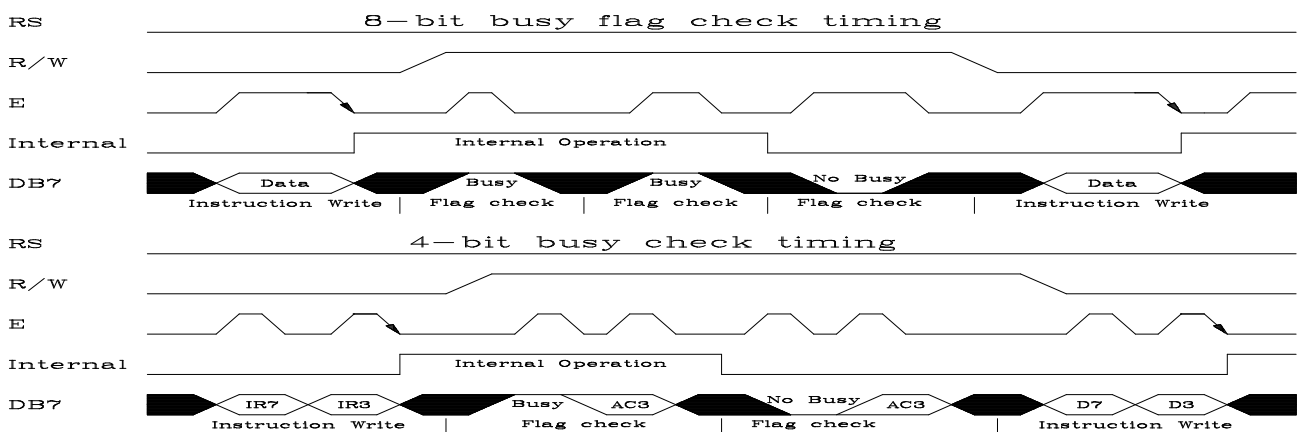 RS 8-bit busy flag check timing
R/W
E
Internal Internal Operation
DB7 Data Busy Busy No Busy Data
Instruction Write Flag check Flag check Flag check Instruction Write
RS 4-bit busy check timing
R/W
E
Internal Internal Operation
DB7 IR7 IR3 Busy AC3 No Busy AC3 D7 D3
Instruction Write Flag check Flag check Instruction Write